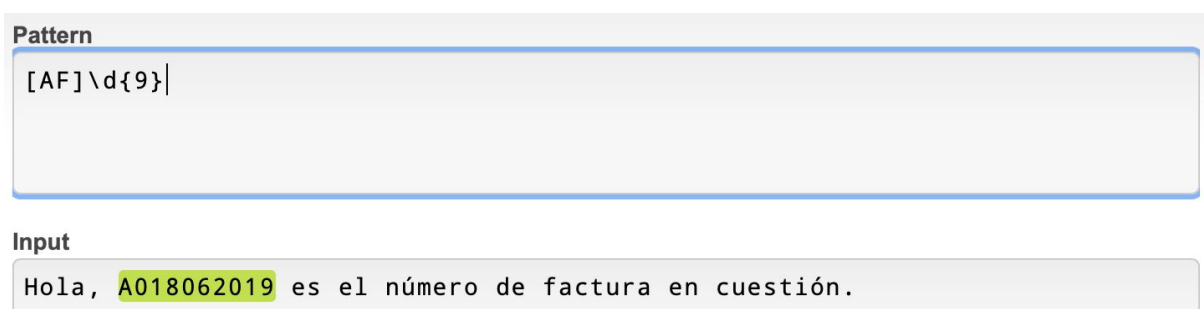 Pattern
[AF]\d{9}
Input
Hola, A018062019 es el número de factura en cuestión.